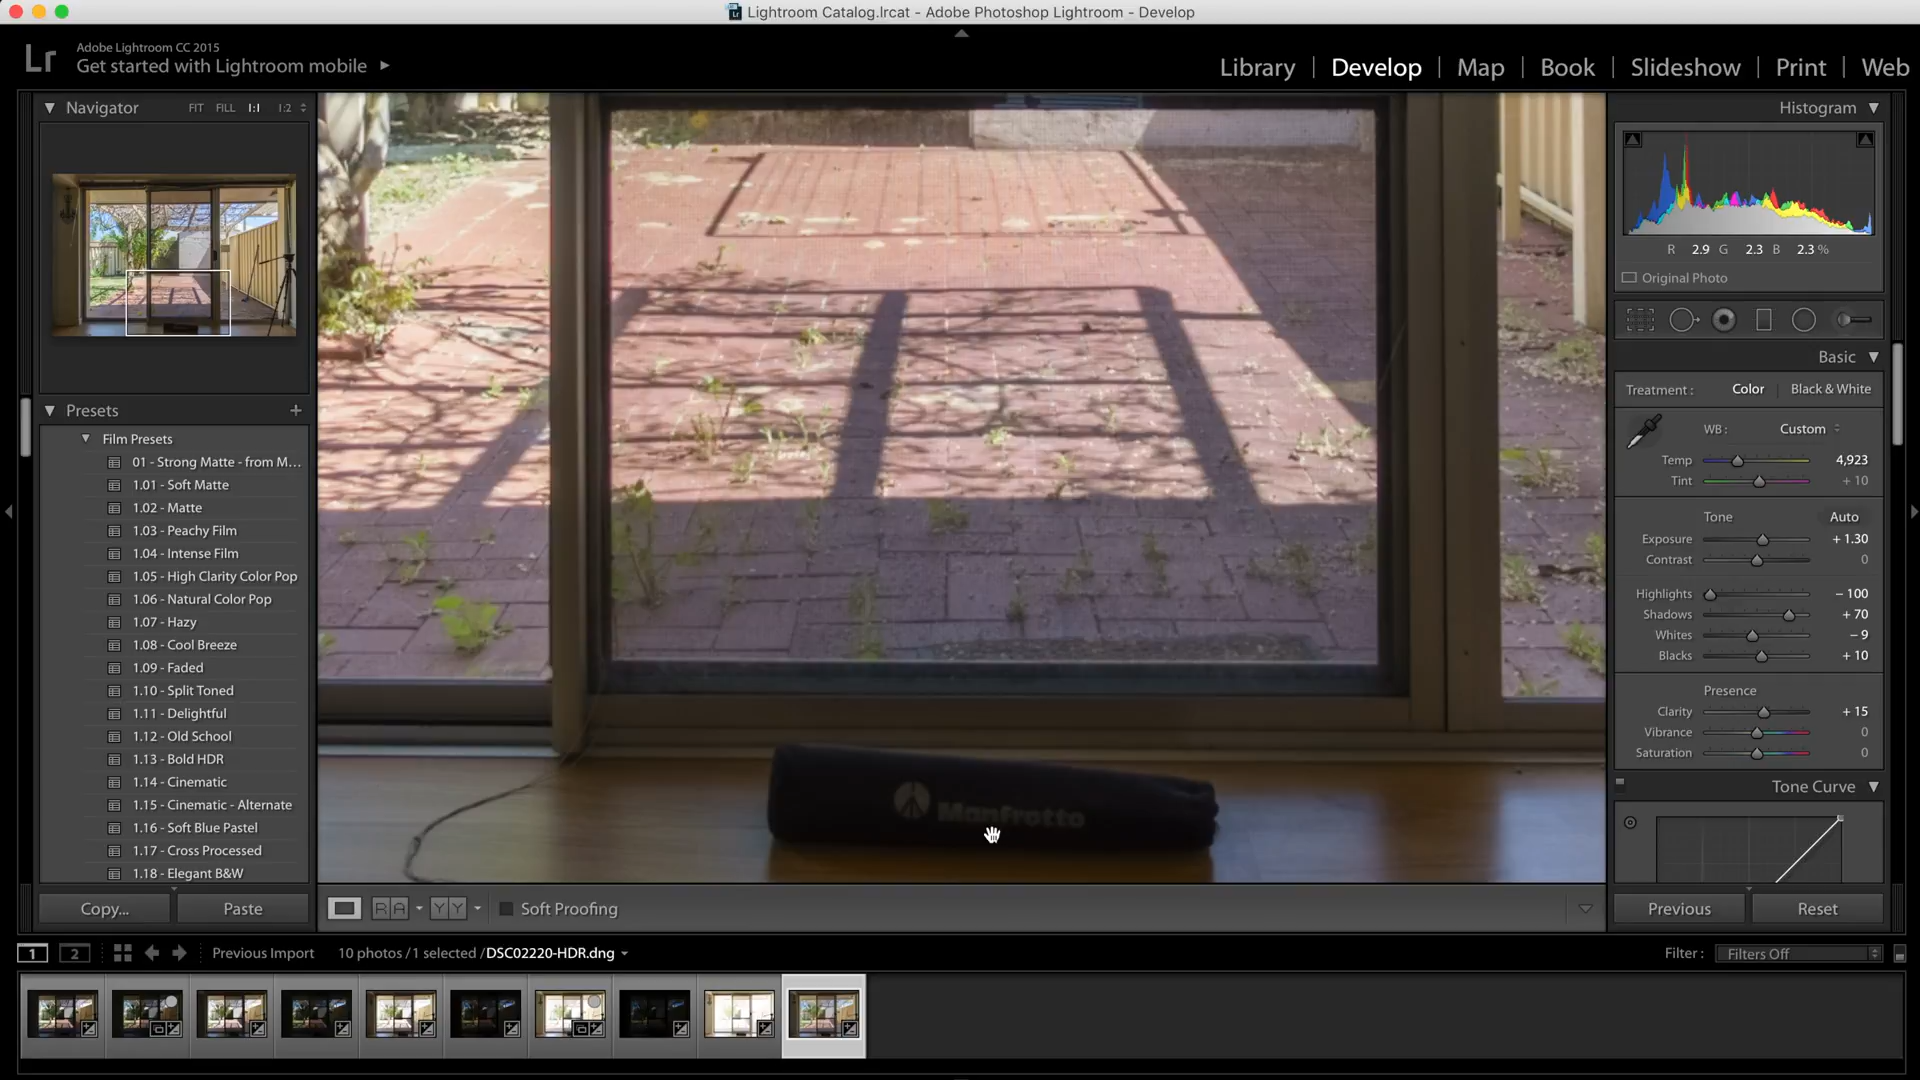 Lightroom Catalog.lrcat - Adobe Photoshop Lightroom - Develop
Lr
Adobe Lightroom CC 2015
Get started with Lightroom mobile
Library | Develop | Map | Book | Slideshow | Print | Web
Navigator FIT FILL 1:1 1:2
Histogram
R 2.9 G 2.3 B 2.3 %
Original Photo
Basic
Treatment : Color Black & White
WB : Custom
Temp 4,923
Tint + 10
Tone Auto
Exposure + 1.30
Contrast 0
Highlights − 100
Shadows + 70
Whites − 9
Blacks + 10
Presence
Clarity + 15
Vibrance 0
Saturation 0
Tone Curve
Presets +
Film Presets
01 - Strong Matte - from M...
1.01 - Soft Matte
1.02 - Matte
1.03 - Peachy Film
1.04 - Intense Film
1.05 - High Clarity Color Pop
1.06 - Natural Color Pop
1.07 - Hazy
1.08 - Cool Breeze
1.09 - Faded
1.10 - Split Toned
1.11 - Delightful
1.12 - Old School
1.13 - Bold HDR
1.14 - Cinematic
1.15 - Cinematic - Alternate
1.16 - Soft Blue Pastel
1.17 - Cross Processed
1.18 - Elegant B&W
Manfrotto
Copy... Paste
R A Y Y Soft Proofing
Previous Reset
1 2 Previous Import 10 photos / 1 selected / DSC02220-HDR.dng
Filter : Filters Off